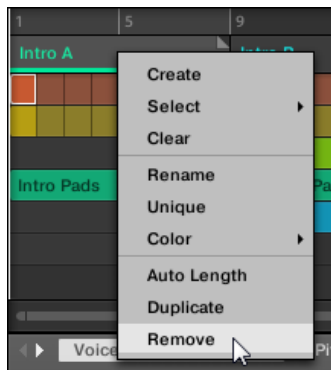 1 5 9
Intro A
Create
Select
Clear
Rename
Intro Pads
Unique
Color
Auto Length
Duplicate
Remove
Voice